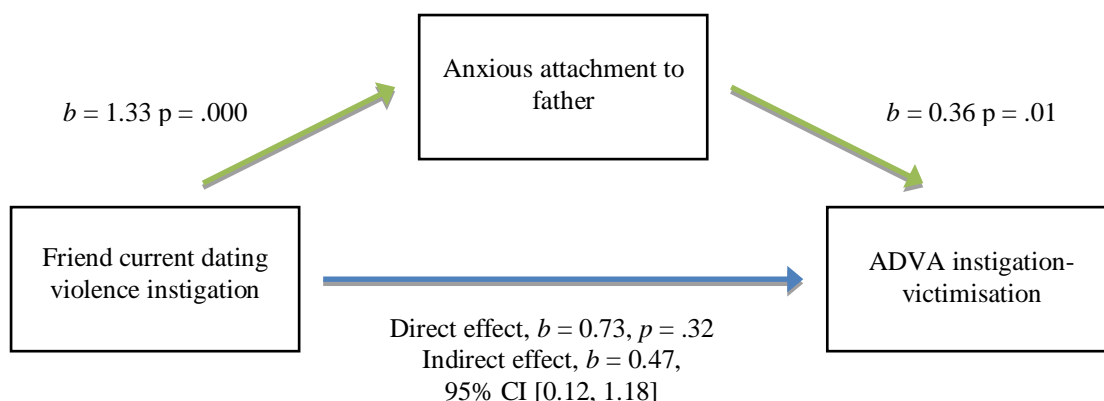 Anxious attachment to
father
b = 1.33 p = .000
b = 0.36 p = .01
Friend current dating
violence instigation
ADVA instigation-
victimisation
Direct effect, b = 0.73, p = .32
Indirect effect, b = 0.47,
95% CI [0.12, 1.18]